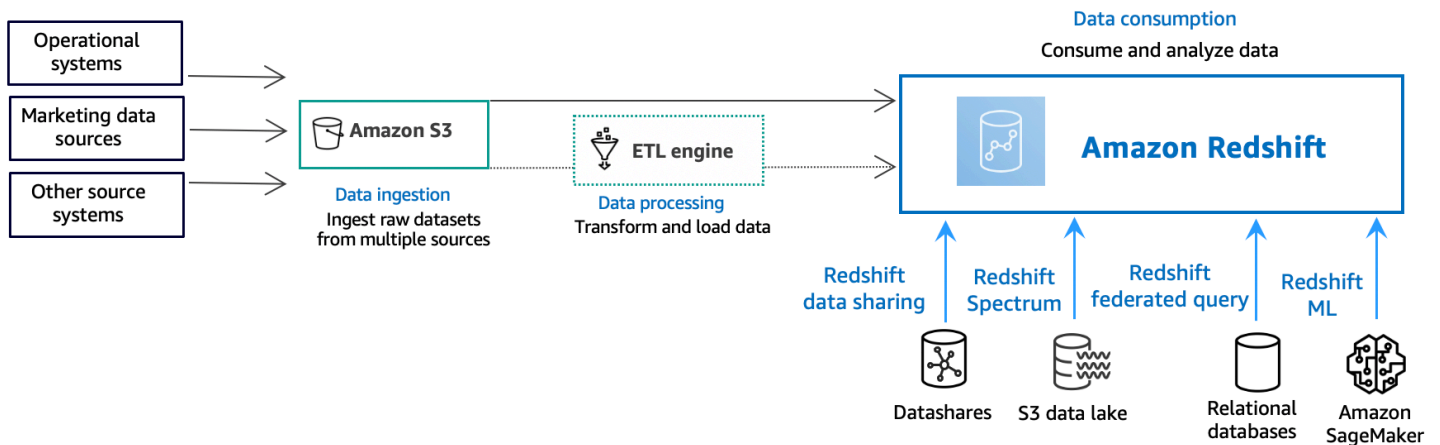 Operational
systems
Marketing data
sources
Other source
systems
Amazon S3
Data ingestion
Ingest raw datasets
from multiple sources
ETL engine
Data processing
Transform and load data
Data consumption
Consume and analyze data
Amazon Redshift
Redshift
data sharing
Redshift
Spectrum
Redshift
federated query
Redshift
ML
Datashares
S3 data lake
Relational
databases
Amazon
SageMaker